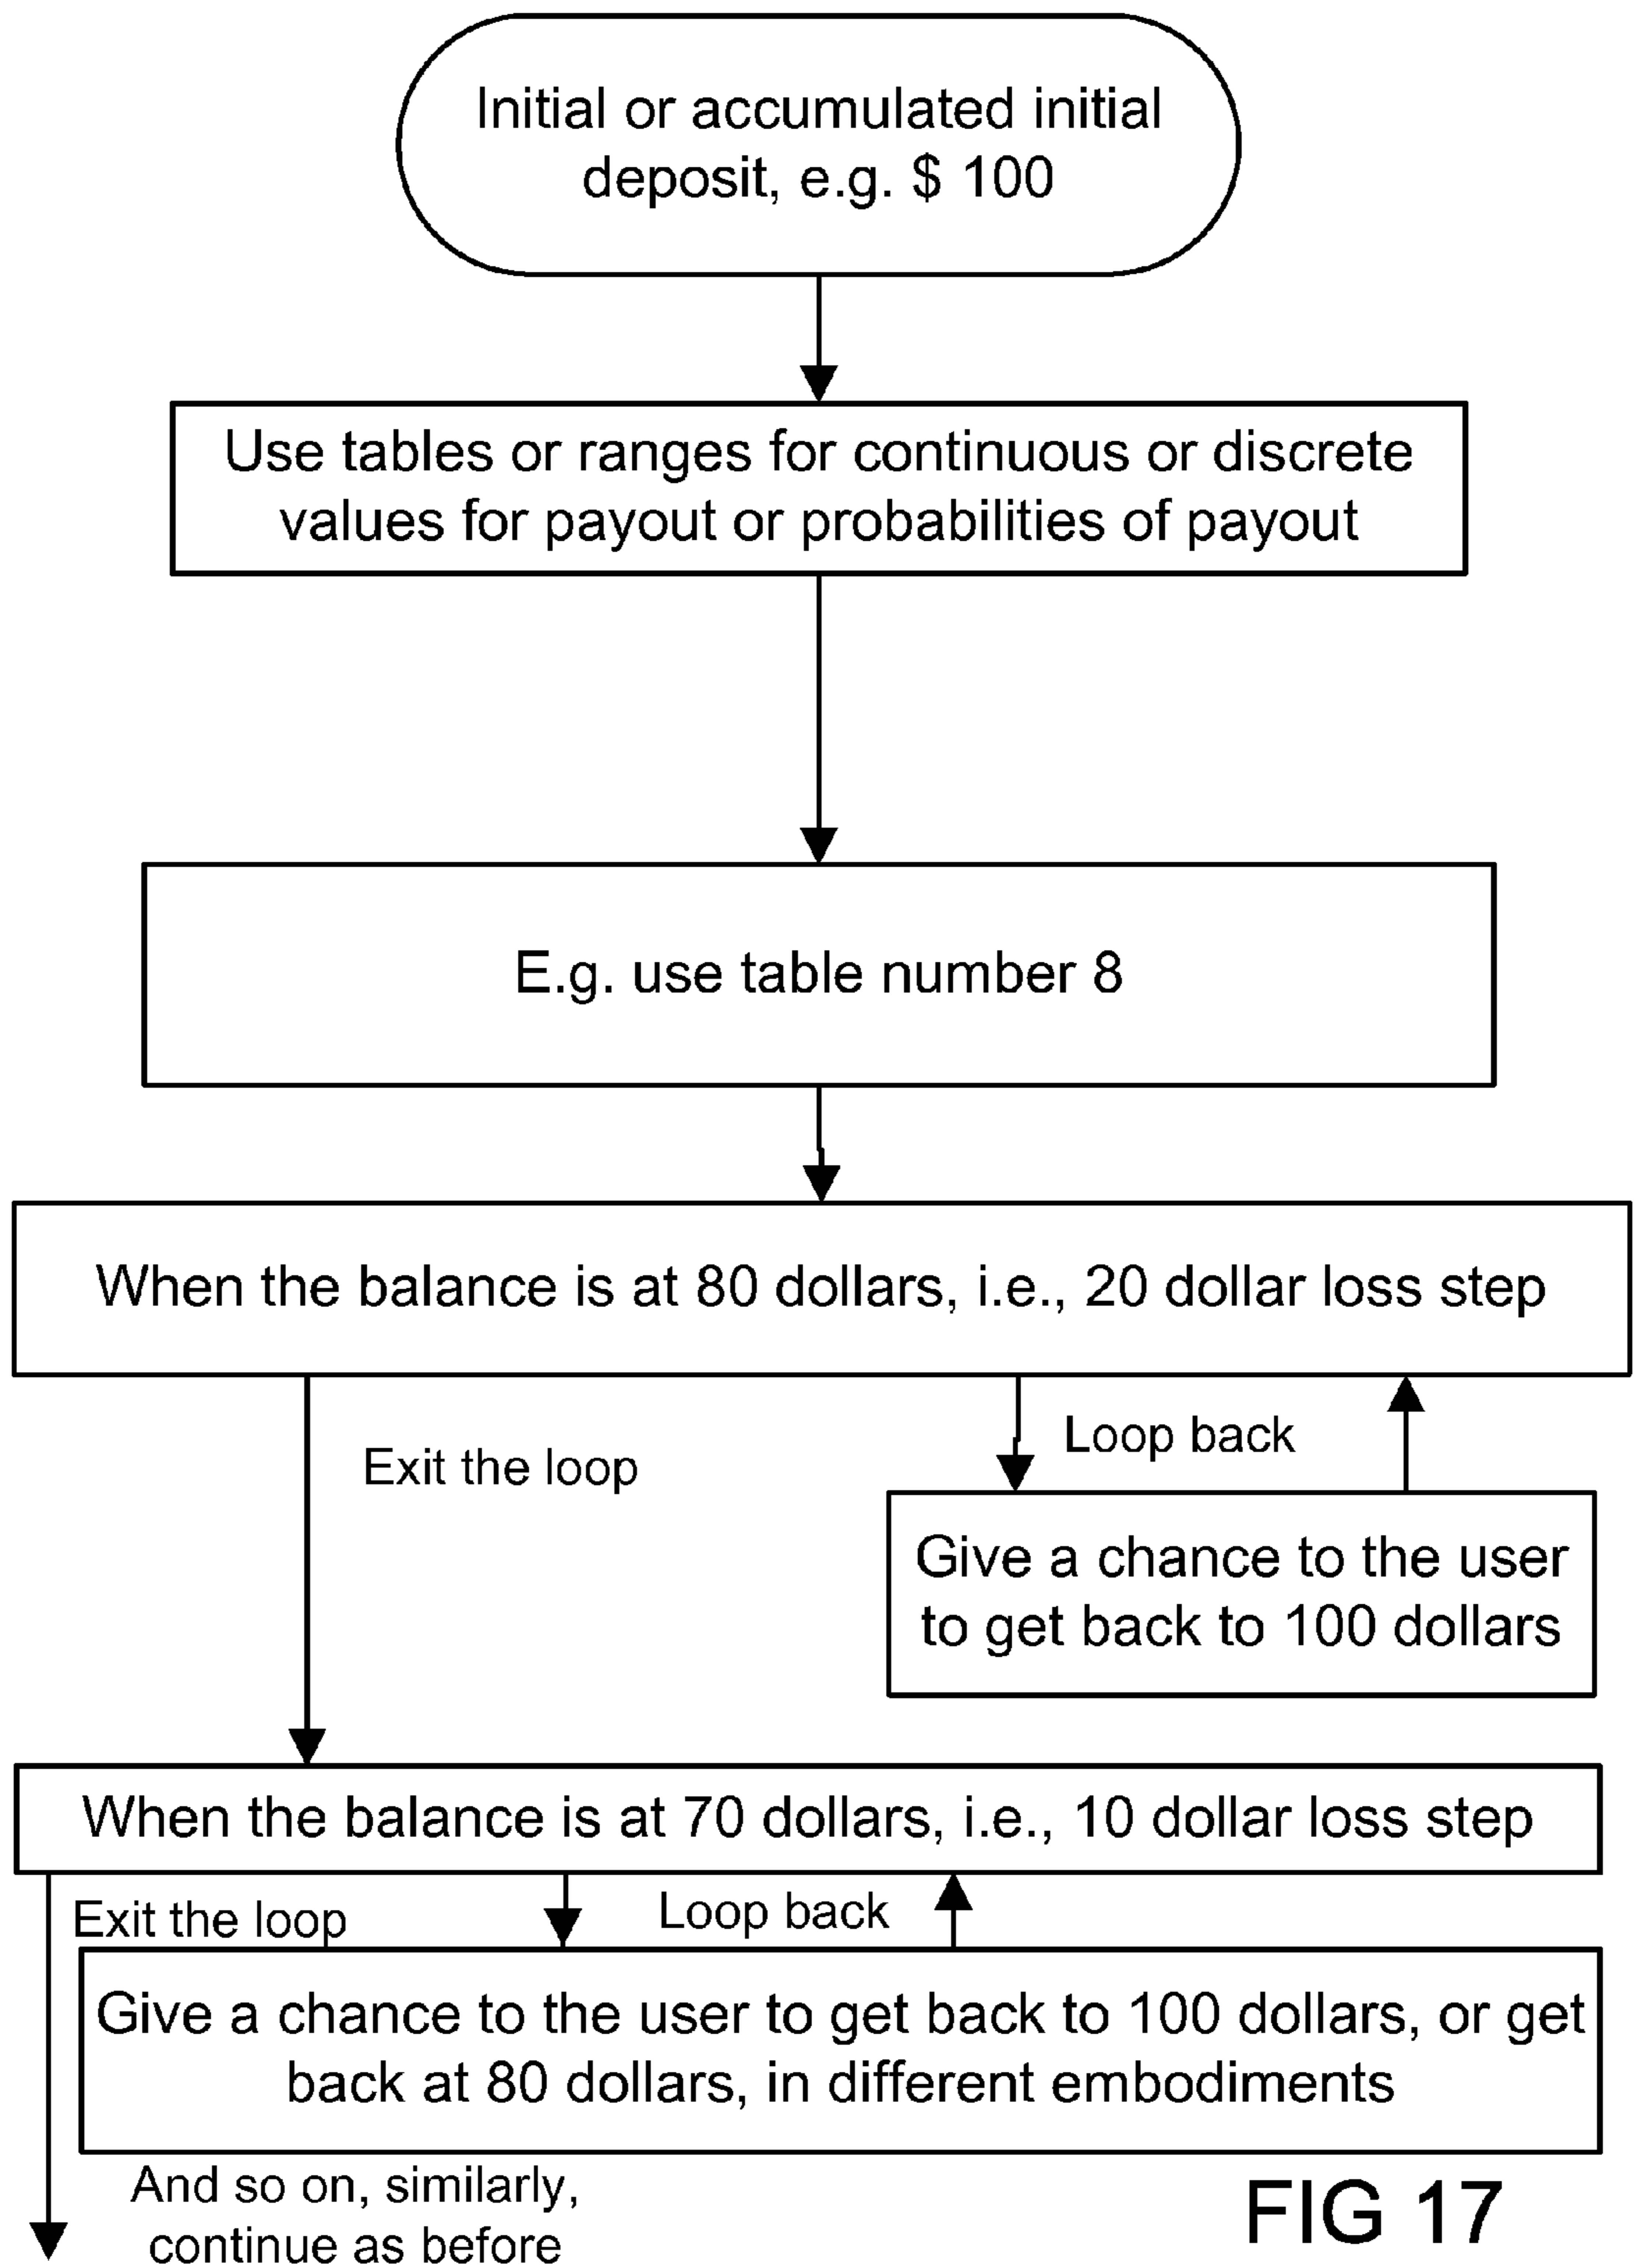 Initial or accumulated initial
deposit, e.g. $ 100
Use tables or ranges for continuous or discrete
values for payout or probabilities of payout
E.g. use table number 8
When the balance is at 80 dollars, i.e., 20 dollar loss step
Exit the loop
Loop back
Give a chance to the user
to get back to 100 dollars
When the balance is at 70 dollars, i.e., 10 dollar loss step
Exit the loop
Loop back
Give a chance to the user to get back to 100 dollars, or get
back at 80 dollars, in different embodiments
And so on, similarly,
continue as before
FIG 17